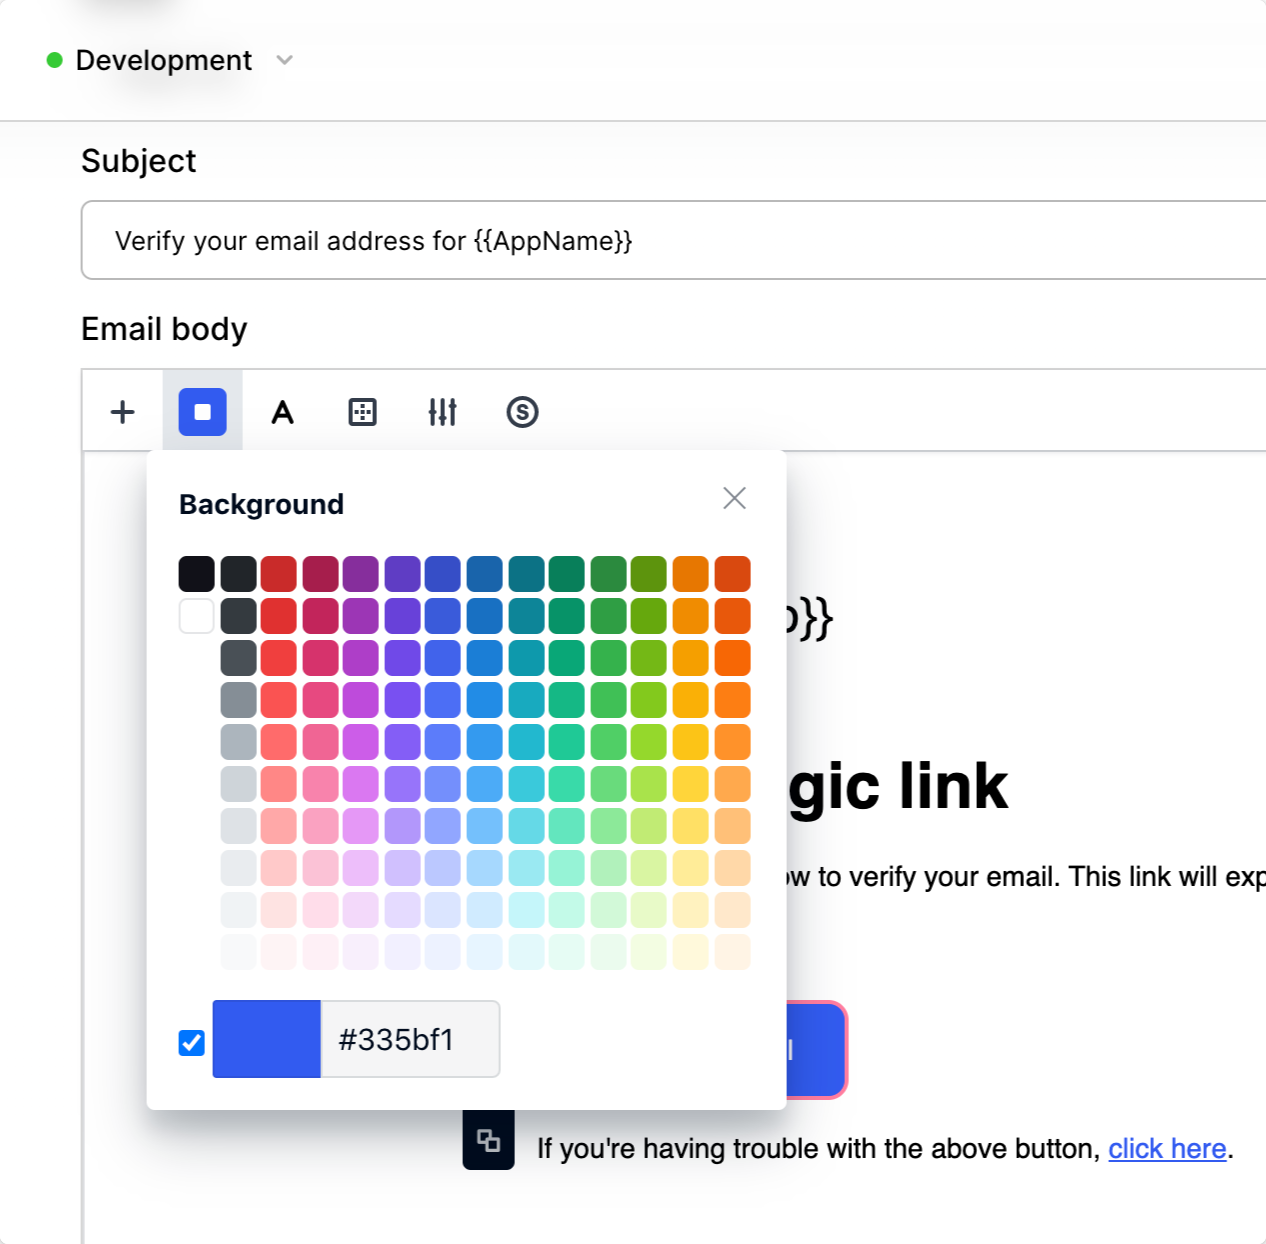 Development
Subject
Verify your email address for {{AppName}}
Email body
A
S
Background
}}
gic link
to verify your email. This link will
#335bf1
If you're having trouble with the above button, click here.